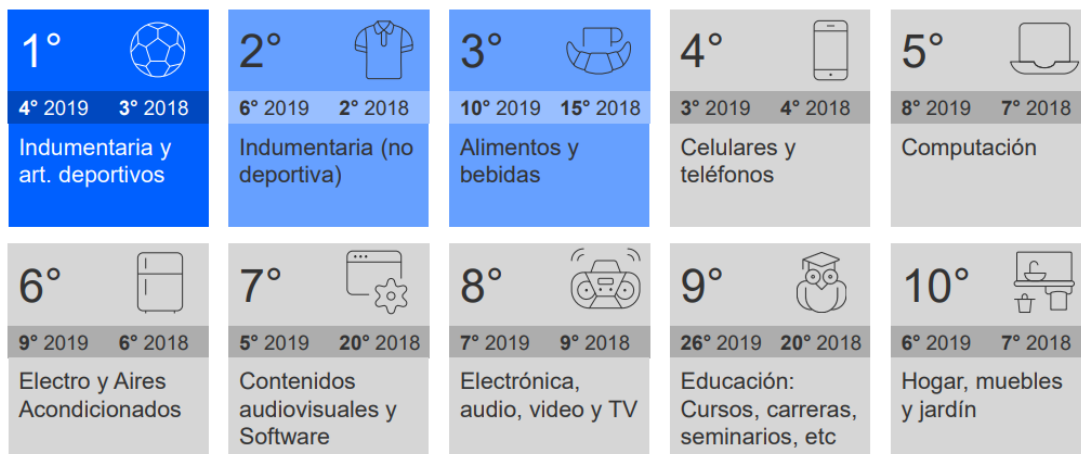 1°
4° 2019 3° 2018
Indumentaria y
art. deportivos
2°
6° 2019 2° 2018
Indumentaria (no
deportiva)
3°
10° 2019 15° 2018
Alimentos y
bebidas
4°
3° 2019 4° 2018
Celulares y
teléfonos
5°
8° 2019 7° 2018
Computación
6°
9° 2019 6° 2018
Electro y Aires
Acondicionados
7°
5° 2019 20° 2018
Contenidos
audiovisuales y
Software
8°
7° 2019 9° 2018
Electrónica,
audio, video y TV
9°
26° 2019 20° 2018
Educación:
Cursos, carreras,
seminarios, etc
10°
6° 2019 7° 2018
Hogar, muebles
y jardín